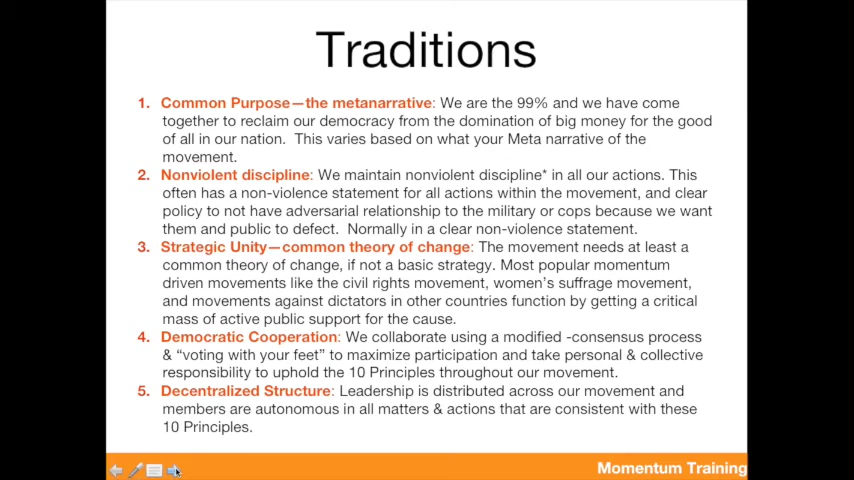 Traditions
1. Common Purpose—the metanarrative: We are the 99% and we have come
together to reclaim our democracy from the domination of big money for the good
of all in our nation.  This varies based on what your Meta narrative of the
movement.
2. Nonviolent discipline: We maintain nonviolent discipline* in all our actions. This
often has a non-violence statement for all actions within the movement, and clear
policy to not have adversarial relationship to the military or cops because we want
them and public to defect.  Normally in a clear non-violence statement.
3. Strategic Unity—common theory of change: The movement needs at least a
common theory of change, if not a basic strategy. Most popular momentum
driven movements like the civil rights movement, women's suffrage movement,
and movements against dictators in other countries function by getting a critical
mass of active public support for the cause.
4. Democratic Cooperation: We collaborate using a modified -consensus process
& “voting with your feet” to maximize participation and take personal & collective
responsibility to uphold the 10 Principles throughout our movement.
5. Decentralized Structure: Leadership is distributed across our movement and
members are autonomous in all matters & actions that are consistent with these
10 Principles.
Momentum Training